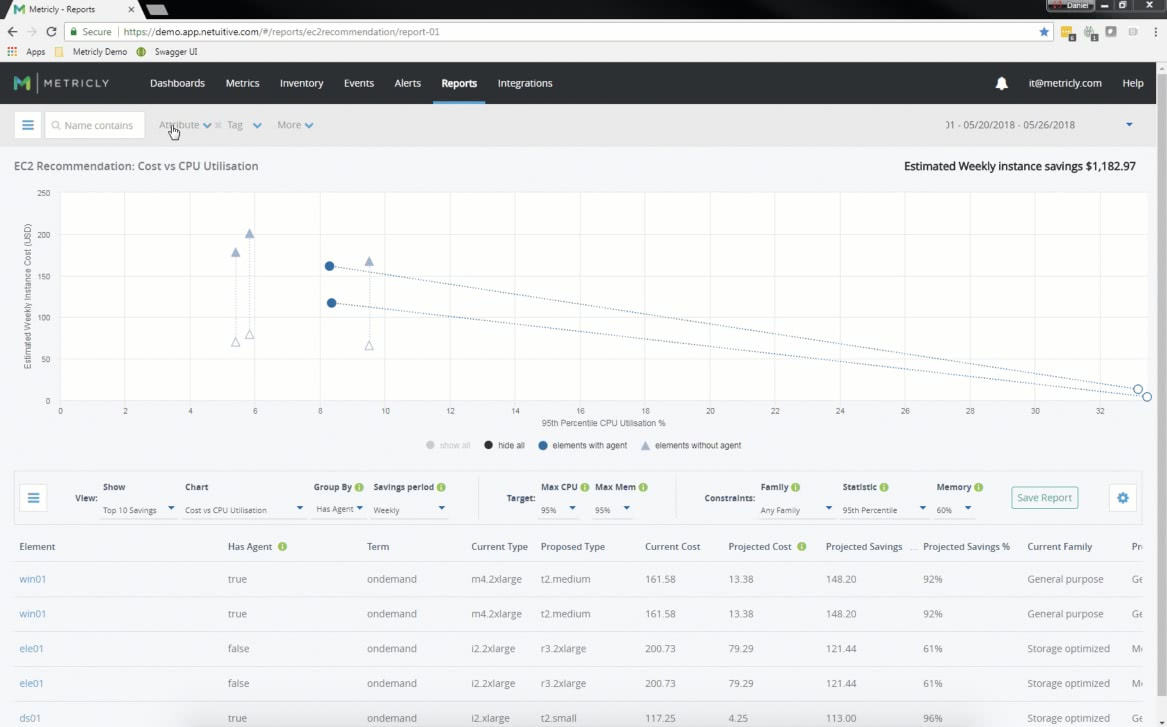 Metricly - Reports
Daniel
Secure https://demo.app.netuitive.com/#/reports/ec2recommendation/report-01
Apps Metricly Demo Swagger UI
METRICLY Dashboards Metrics Inventory Events Alerts Reports Integrations it@metricly.com Help
Name contains Attribute Tag More 01 - 05/20/2018 - 05/26/2018
EC2 Recommendation: Cost vs CPU Utilisation Estimated Weekly instance savings $1,182.97
250
200
150
100
50
0
Estimated Weekly Instance Cost (USD)
0 2 4 6 8 10 12 14 16 18 20 22 24 26 28 30 32
95th Percentile CPU Utilisation %
show all hide all elements with agent elements without agent
View: Show Chart Group By Savings period Target: Max CPU Max Mem Constraints: Family Statistic Memory Save Report
Top 10 Savings Cost vs CPU Utilisation Has Agent Weekly 95% 95% Any Family 95th Percentile 60%
Element Has Agent Term Current Type Proposed Type Current Cost Projected Cost Projected Savings ... Projected Savings % Current Family Pr
win01 true ondemand m4.2xlarge t2.medium 161.58 13.38 148.20 92% General purpose Ge
win01 true ondemand m4.2xlarge t2.medium 161.58 13.38 148.20 92% General purpose Ge
ele01 false ondemand i2.2xlarge r3.2xlarge 200.73 79.29 121.44 61% Storage optimized Me
ele01 false ondemand i2.2xlarge r3.2xlarge 200.73 79.29 121.44 61% Storage optimized Me
ds01 true ondemand i2.xlarge t2.small 117.25 4.25 113.00 96% Storage optimized Ge